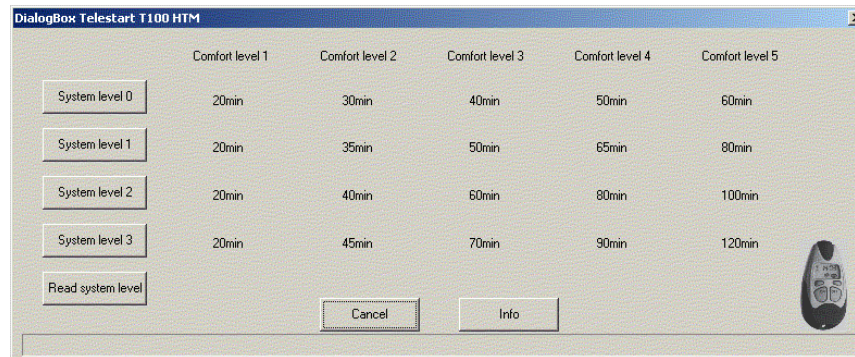 DialogBox Telestart T100 HTM
Comfort level 1 Comfort level 2 Comfort level 3 Comfort level 4 Comfort level 5
System level 0 20min 30min 40min 50min 60min
System level 1 20min 35min 50min 65min 80min
System level 2 20min 40min 60min 80min 100min
System level 3 20min 45min 70min 90min 120min
Read system level
Cancel Info